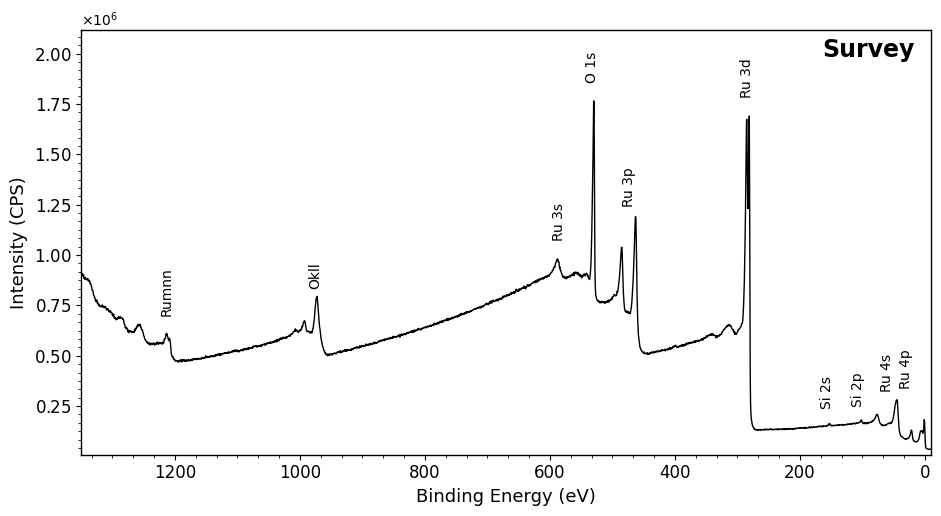 ×10⁶
Survey
2.00
1.75
1.50
1.25
1.00
0.75
0.50
0.25
Intensity (CPS)
Rumnn
Okll
Ru 3s
O 1s
Ru 3p
Ru 3d
Si 2s
Si 2p
Ru 4s
Ru 4p
1200 1000 800 600 400 200 0
Binding Energy (eV)